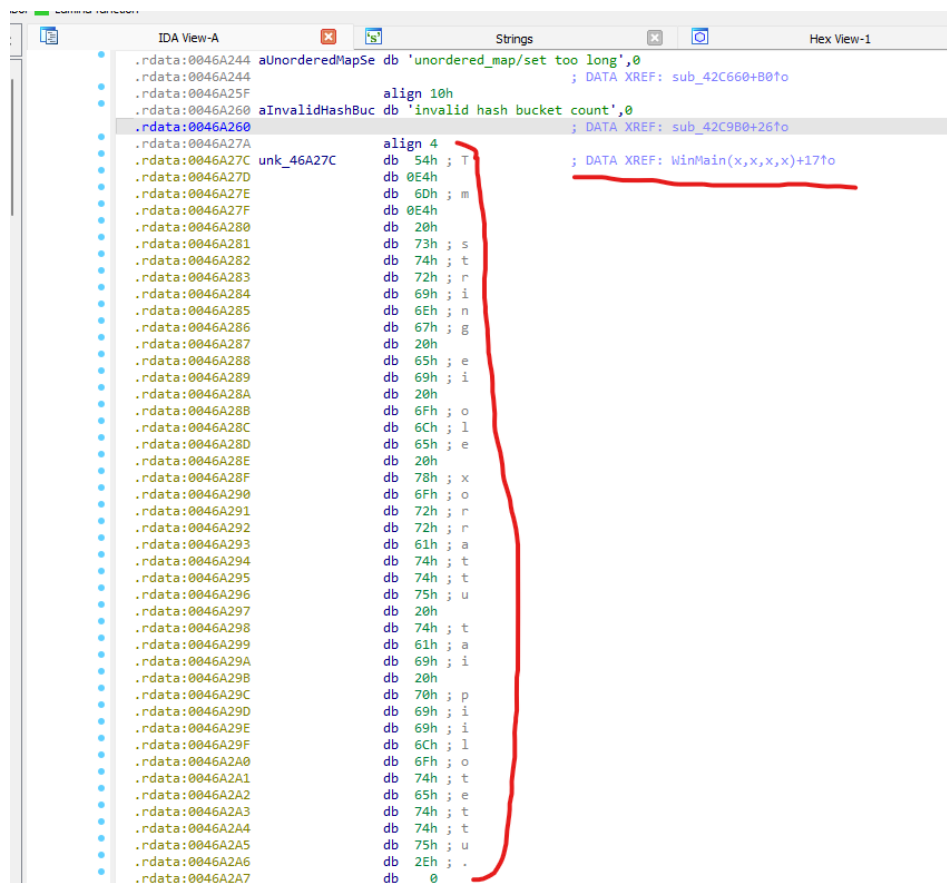 IDA View-A Strings Hex View-1
.rdata:0046A244 aUnorderedMapSe db 'unordered_map/set too long',0
.rdata:0046A244 ; DATA XREF: sub_42C660+B0↑o
.rdata:0046A25F align 10h
.rdata:0046A260 aInvalidHashBuc db 'invalid hash bucket count',0
.rdata:0046A260 ; DATA XREF: sub_42C9B0+26↑o
.rdata:0046A27A align 4
.rdata:0046A27C unk_46A27C db 54h ; T ; DATA XREF: WinMain(x,x,x,x)+17↑o
.rdata:0046A27D db 0E4h
.rdata:0046A27E db 6Dh ; m
.rdata:0046A27F db 0E4h
.rdata:0046A280 db 20h
.rdata:0046A281 db 73h ; s
.rdata:0046A282 db 74h ; t
.rdata:0046A283 db 72h ; r
.rdata:0046A284 db 69h ; i
.rdata:0046A285 db 6Eh ; n
.rdata:0046A286 db 67h ; g
.rdata:0046A287 db 20h
.rdata:0046A288 db 65h ; e
.rdata:0046A289 db 69h ; i
.rdata:0046A28A db 20h
.rdata:0046A28B db 6Fh ; o
.rdata:0046A28C db 6Ch ; l
.rdata:0046A28D db 65h ; e
.rdata:0046A28E db 20h
.rdata:0046A28F db 78h ; x
.rdata:0046A290 db 6Fh ; o
.rdata:0046A291 db 72h ; r
.rdata:0046A292 db 72h ; r
.rdata:0046A293 db 61h ; a
.rdata:0046A294 db 74h ; t
.rdata:0046A295 db 74h ; t
.rdata:0046A296 db 75h ; u
.rdata:0046A297 db 20h
.rdata:0046A298 db 74h ; t
.rdata:0046A299 db 61h ; a
.rdata:0046A29A db 69h ; i
.rdata:0046A29B db 20h
.rdata:0046A29C db 70h ; p
.rdata:0046A29D db 69h ; i
.rdata:0046A29E db 69h ; i
.rdata:0046A29F db 6Ch ; l
.rdata:0046A2A0 db 6Fh ; o
.rdata:0046A2A1 db 74h ; t
.rdata:0046A2A2 db 65h ; e
.rdata:0046A2A3 db 74h ; t
.rdata:0046A2A4 db 74h ; t
.rdata:0046A2A5 db 75h ; u
.rdata:0046A2A6 db 2Eh ; .
.rdata:0046A2A7 db 0